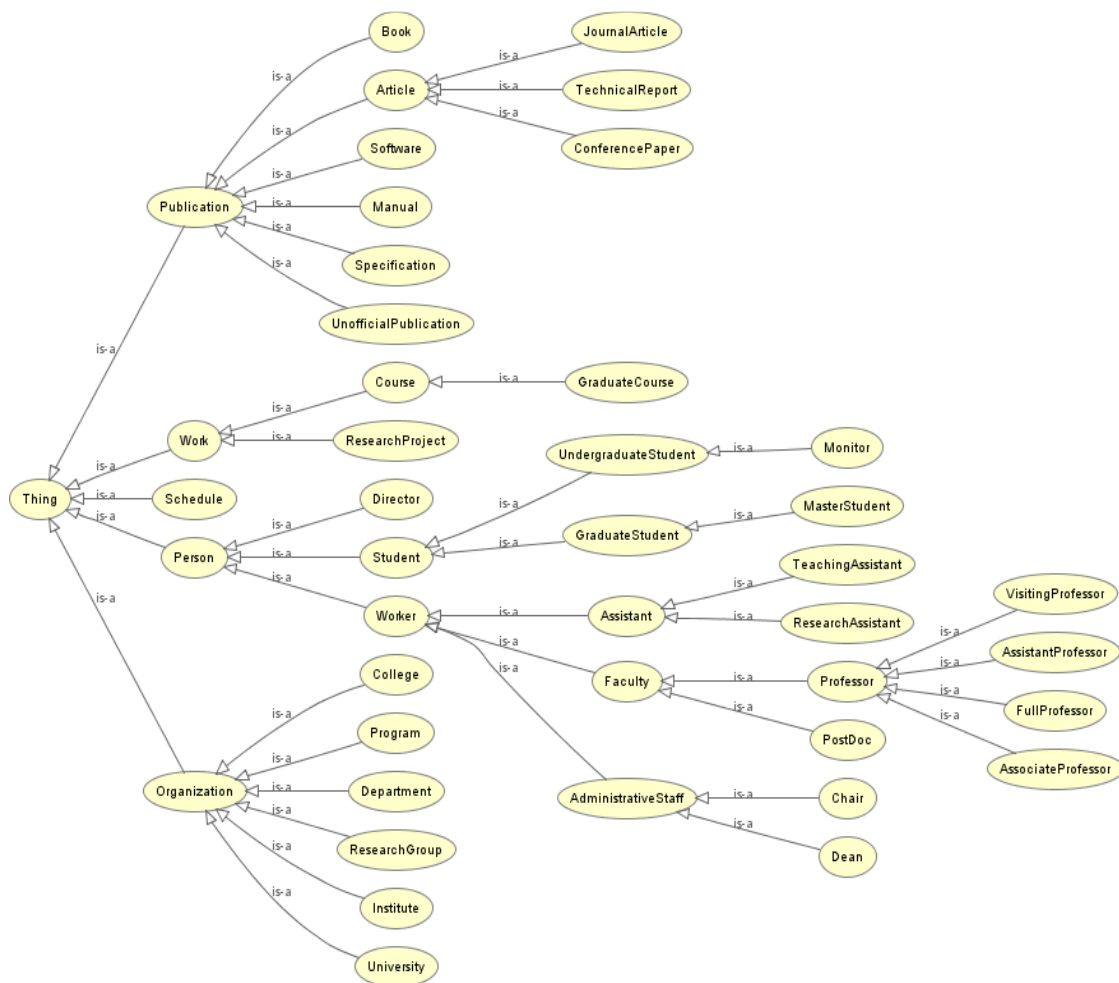 Book
JournalArticle
is-a
is-a
Article
is-a
TechnicalReport
is-a
is-a
Software
ConferencePaper
is-a
Publication
is-a
Manual
is-a
is-a
Specification
UnofficialPublication
is-a
Course
is-a
GraduateCourse
is-a
Work
is-a
ResearchProject
UndergraduateStudent
is-a
Monitor
is-a
Thing
is-a
Schedule
Director
is-a
MasterStudent
is-a
is-a
GraduateStudent
is-a
Person
is-a
Student
is-a
TeachingAssistant
is-a
is-a
VisitingProfessor
Worker
is-a
Assistant
is-a
ResearchAssistant
is-a
is-a
AssistantProfessor
is-a
College
is-a
Faculty
is-a
Professor
is-a
is-a
FullProfessor
is-a
Program
is-a
PostDoc
is-a
AssociateProfessor
Organization
is-a
Department
AdministrativeStaff
is-a
Chair
is-a
is-a
ResearchGroup
Dean
is-a
is-a
Institute
University